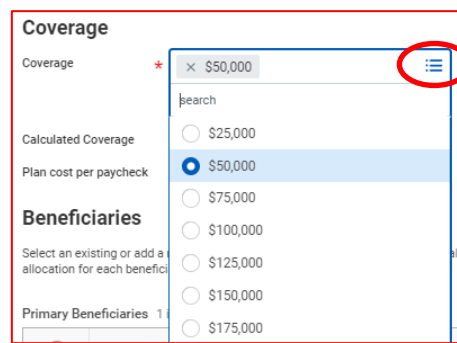 Coverage
Coverage * × $50,000
search
$25,000
Calculated Coverage
$50,000
Plan cost per paycheck
$75,000
Beneficiaries
$100,000
Select an existing or add a
$125,000
allocation for each
$150,000
Primary Beneficiaries 1
$175,000